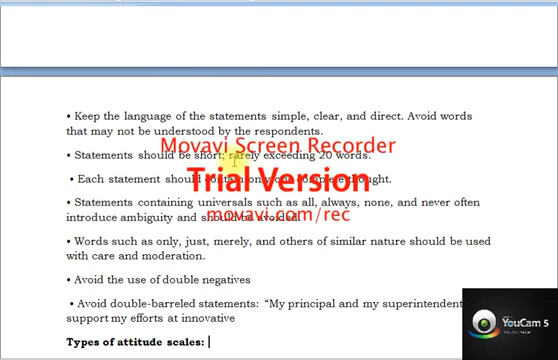 • Keep the language of the statements simple, clear, and direct. Avoid words
that may not be understood by the respondents.
Movavi Screen Recorder
• Statements should be short; rarely exceeding 20 words.
Trial Version
• Each statement should contain only one complete thought.
• Statements containing universals such as all, always, none, and never often
movavi.com/rec
introduce ambiguity and should be avoided.
• Words such as only, just, merely, and others of similar nature should be used
with care and moderation.
• Avoid the use of double negatives
• Avoid double-barreled statements: “My principal and my superintendent
support my efforts at innovative
YouCam 5
Types of attitude scales: